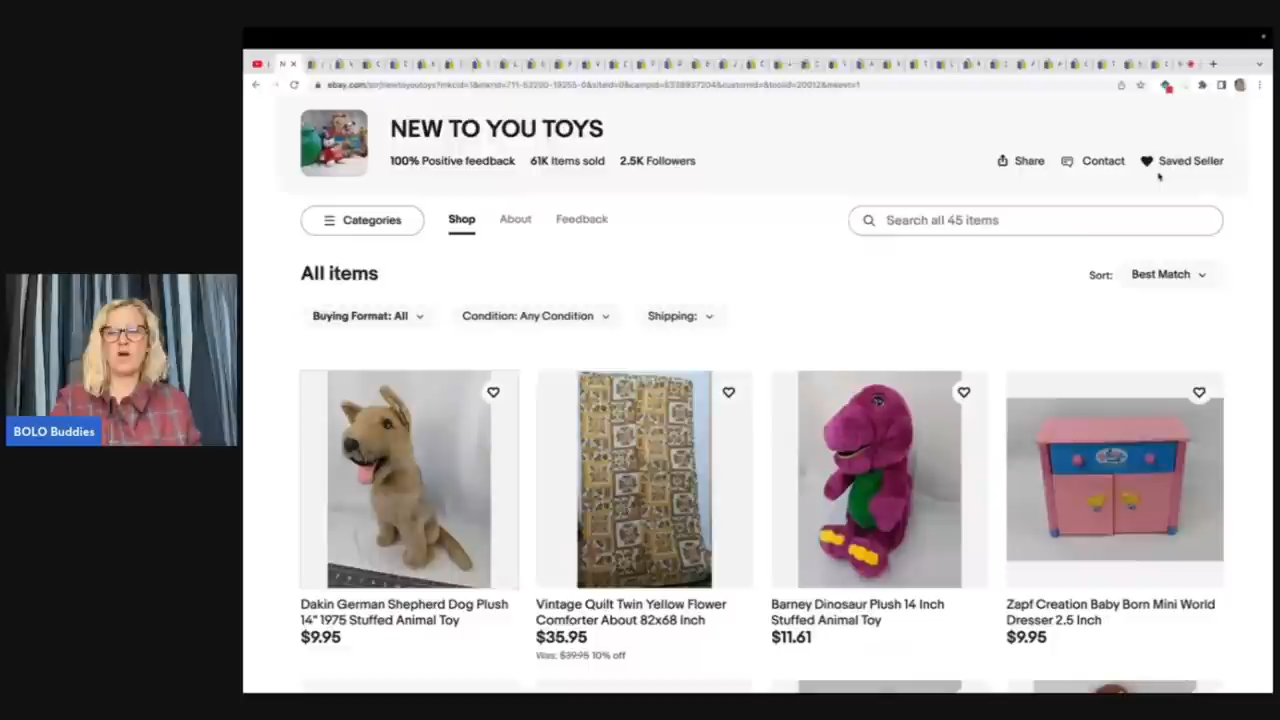 NEW TO YOU TOYS
100% Positive feedback 61K Items sold 2.5K Followers
Share Contact Saved Seller
Categories Shop About Feedback Search all 45 items
All items
Sort: Best Match
Buying Format: All Condition: Any Condition Shipping:
BOLO Buddies
Dakin German Shepherd Dog Plush
14" 1975 Stuffed Animal Toy
$9.95
Vintage Quilt Twin Yellow Flower
Comforter About 82x68 Inch
$35.95
Was: $39.95 10% off
Barney Dinosaur Plush 14 Inch
Stuffed Animal Toy
$11.61
Zapf Creation Baby Born Mini World
Dresser 2.5 Inch
$9.95